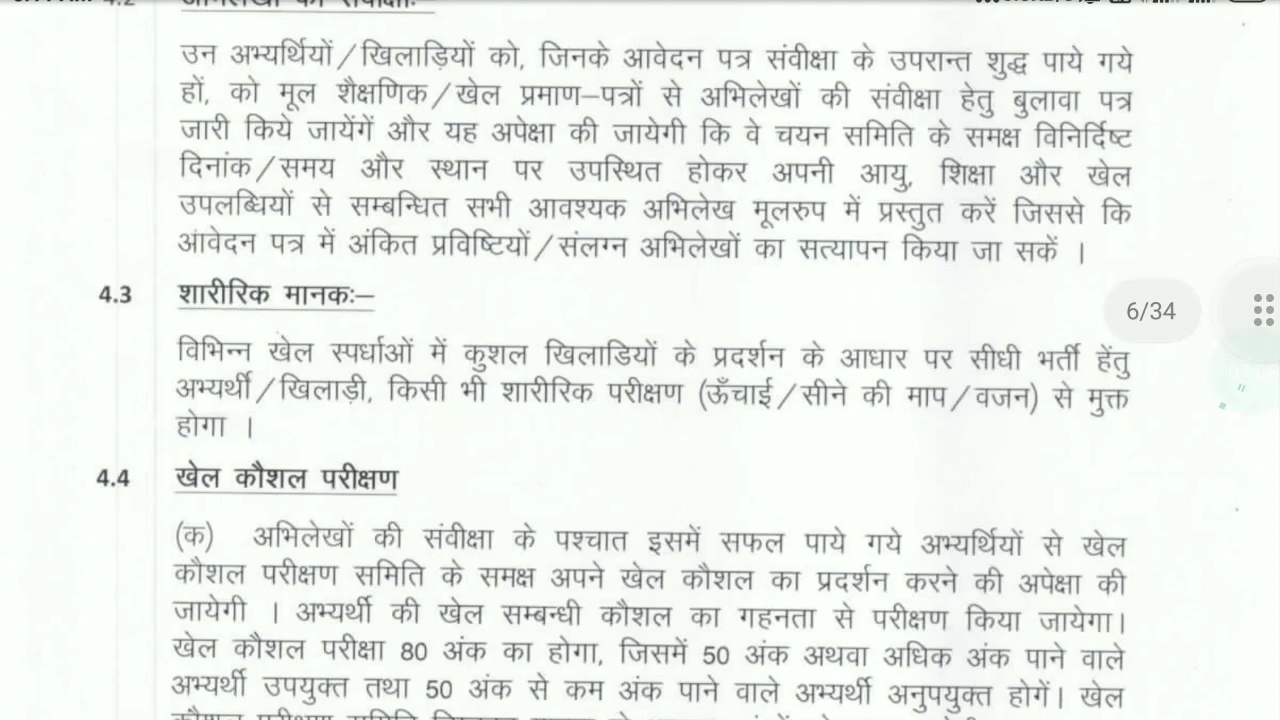 4.2 अभिलेखों की संवीक्षाः–
उन अभ्यर्थियों/खिलाड़ियों को, जिनके आवेदन पत्र संवीक्षा के उपरान्त शुद्ध पाये गये
हों, को मूल शैक्षणिक/खेल प्रमाण–पत्रों से अभिलेखों की संवीक्षा हेतु बुलावा पत्र
जारी किये जायेंगें और यह अपेक्षा की जायेगी कि वे चयन समिति के समक्ष विनिर्दिष्ट
दिनांक/समय और स्थान पर उपस्थित होकर अपनी आयु, शिक्षा और खेल
उपलब्धियों से सम्बन्धित सभी आवश्यक अभिलेख मूलरुप में प्रस्तुत करें जिससे कि
आवेदन पत्र में अंकित प्रविष्टियों/संलग्न अभिलेखों का सत्यापन किया जा सकें ।
4.3 शारीरिक मानकः–
6/34
विभिन्न खेल स्पर्धाओं में कुशल खिलाडियों के प्रदर्शन के आधार पर सीधी भर्ती हेंतु
अभ्यर्थी/खिलाड़ी, किसी भी शारीरिक परीक्षण (ऊँचाई/सीने की माप/वजन) से मुक्त
होगा ।
4.4 खेल कौशल परीक्षण
(क) अभिलेखों की संवीक्षा के पश्चात इसमें सफल पाये गये अभ्यर्थियों से खेल
कौशल परीक्षण समिति के समक्ष अपने खेल कौशल का प्रदर्शन करने की अपेक्षा की
जायेगी । अभ्यर्थी की खेल सम्बन्धी कौशल का गहनता से परीक्षण किया जायेगा।
खेल कौशल परीक्षा 80 अंक का होगा, जिसमें 50 अंक अथवा अधिक अंक पाने वाले
अभ्यर्थी उपयुक्त तथा 50 अंक से कम अंक पाने वाले अभ्यर्थी अनुपयुक्त होगें। खेल